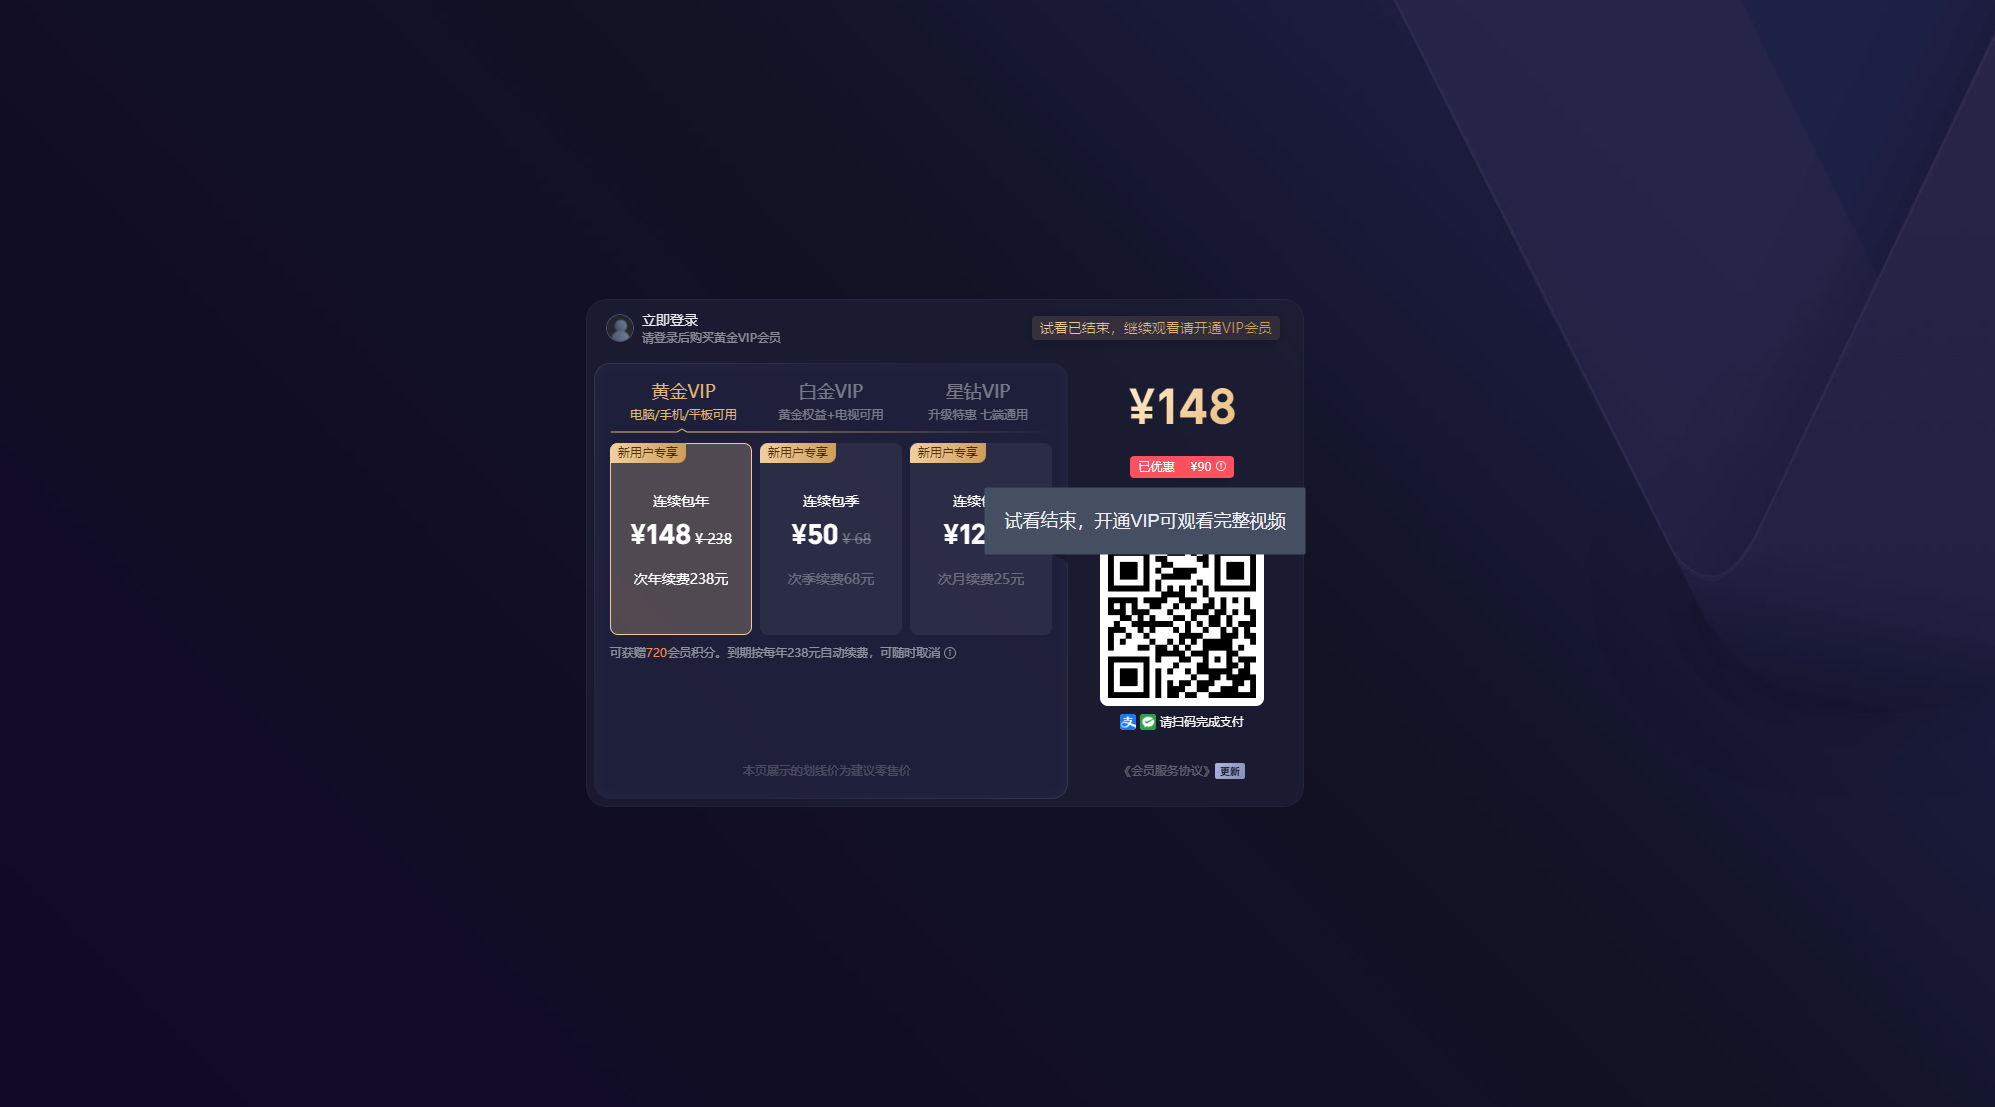 立即登录
请登录后购买黄金VIP会员
试看已结束，继续观看请开通VIP会员
黄金VIP
电脑/手机/平板可用
白金VIP
黄金权益+电视可用
星钻VIP
升级特惠 七端通用
新用户专享
连续包年
¥148 ¥238
次年续费238元
新用户专享
连续包季
¥50 ¥68
次季续费68元
新用户专享
连续
¥12
次月续费25元
可获赠720会员积分。到期按每年238元自动续费，可随时取消
本页展示的划线价为建议零售价
¥148
已优惠 ¥90
试看结束，开通VIP可观看完整视频
支 请扫码完成支付
《会员服务协议》 更新